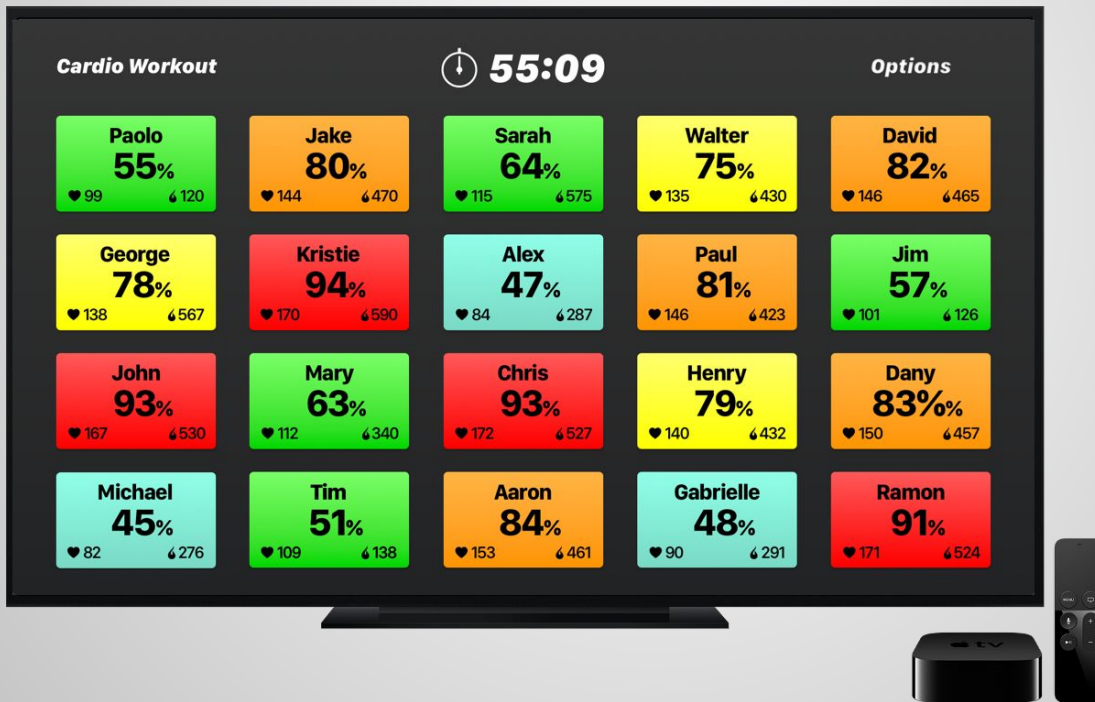 Cardio Workout 55:09 Options
Paolo Jake Sarah Walter David
55% 80% 64% 75% 82%
99 120 144 470 115 575 135 430 146 465
George Kristie Alex Paul Jim
78% 94% 47% 81% 57%
138 567 170 590 84 287 146 423 101 126
John Mary Chris Henry Dany
93% 63% 93% 79% 83%%
167 530 112 340 172 527 140 432 150 457
Michael Tim Aaron Gabrielle Ramon
45% 51% 84% 48% 91%
82 276 109 138 153 461 90 291 171 524
MENU
tv